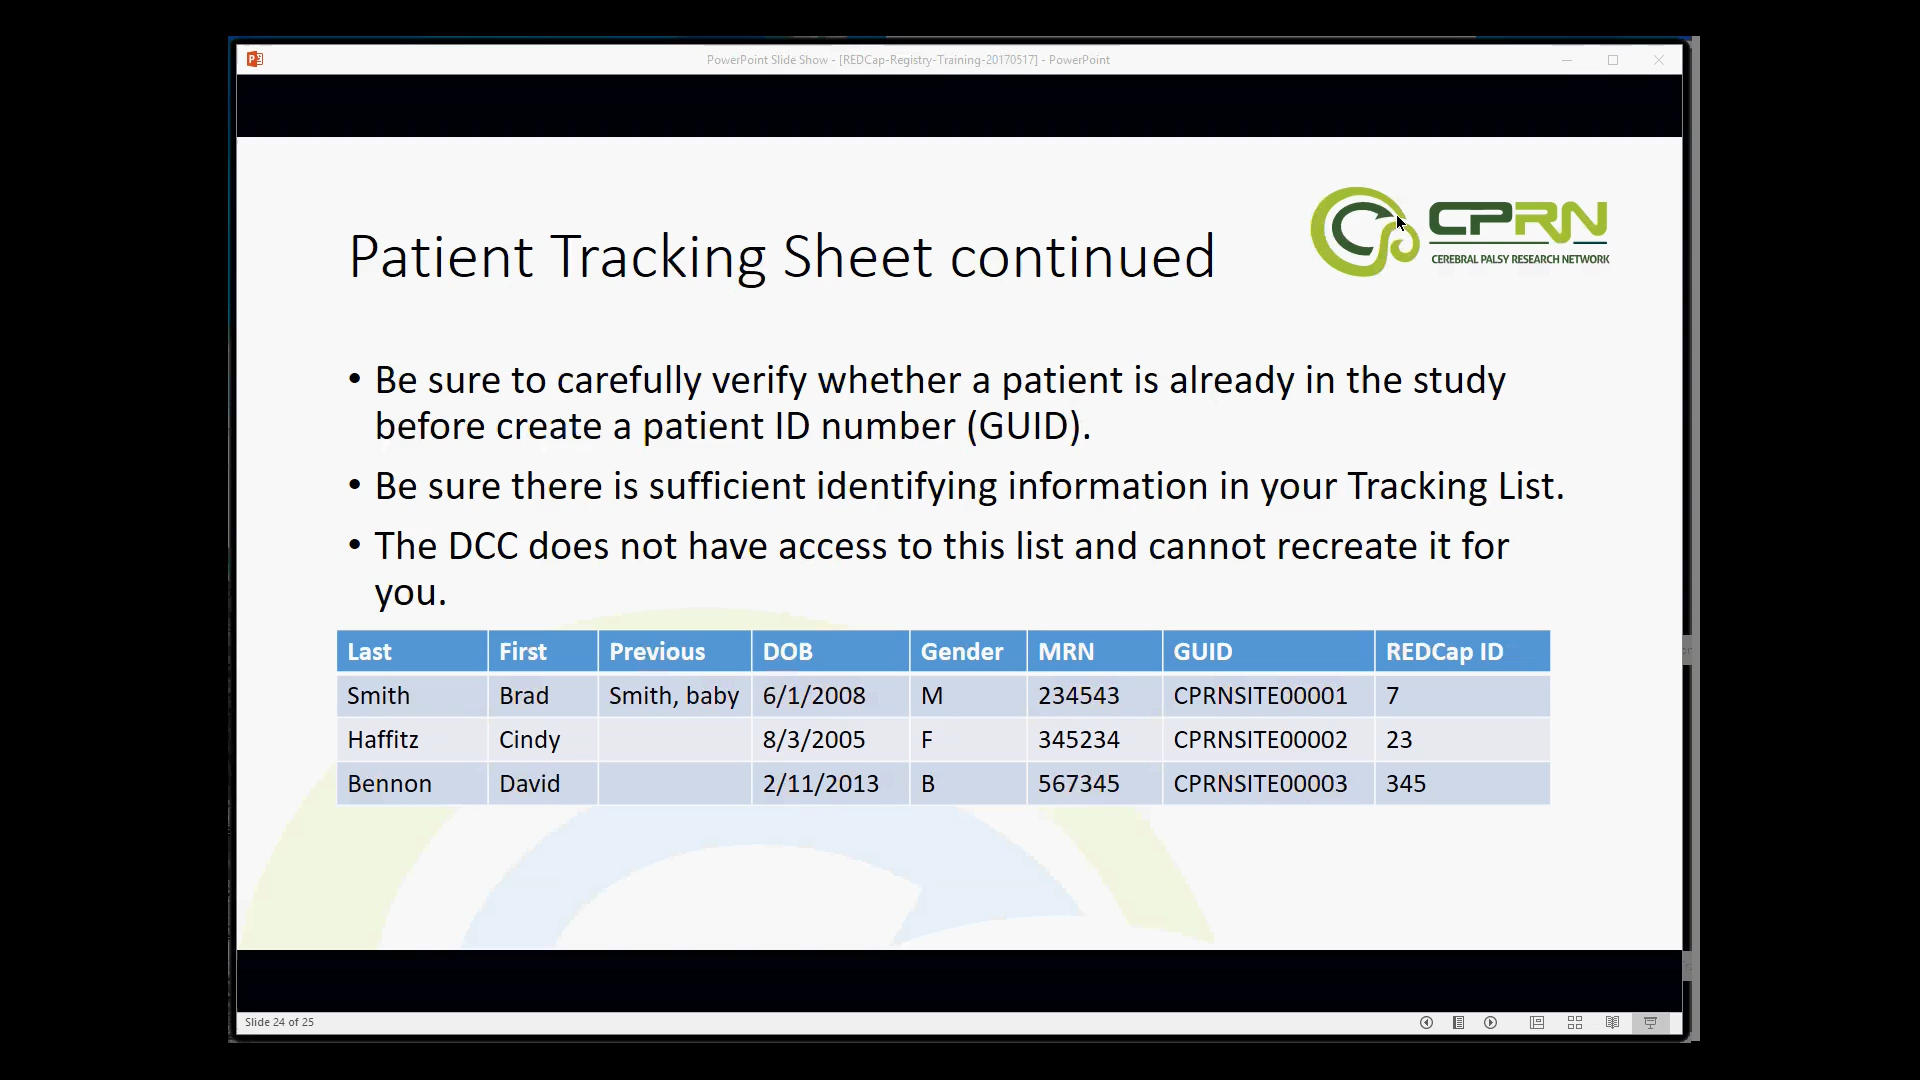 PowerPoint Slide Show - [REDCap-Registry-Training-20170517] - PowerPoint
CPRN
CEREBRAL PALSY RESEARCH NETWORK
Patient Tracking Sheet continued
• Be sure to carefully verify whether a patient is already in the study
before create a patient ID number (GUID).
• Be sure there is sufficient identifying information in your Tracking List.
• The DCC does not have access to this list and cannot recreate it for
you.
Last First Previous DOB Gender MRN GUID REDCap ID
Smith Brad Smith, baby 6/1/2008 M 234543 CPRNSITE00001 7
Haffitz Cindy 8/3/2005 F 345234 CPRNSITE00002 23
Bennon David 2/11/2013 B 567345 CPRNSITE00003 345
Slide 24 of 25